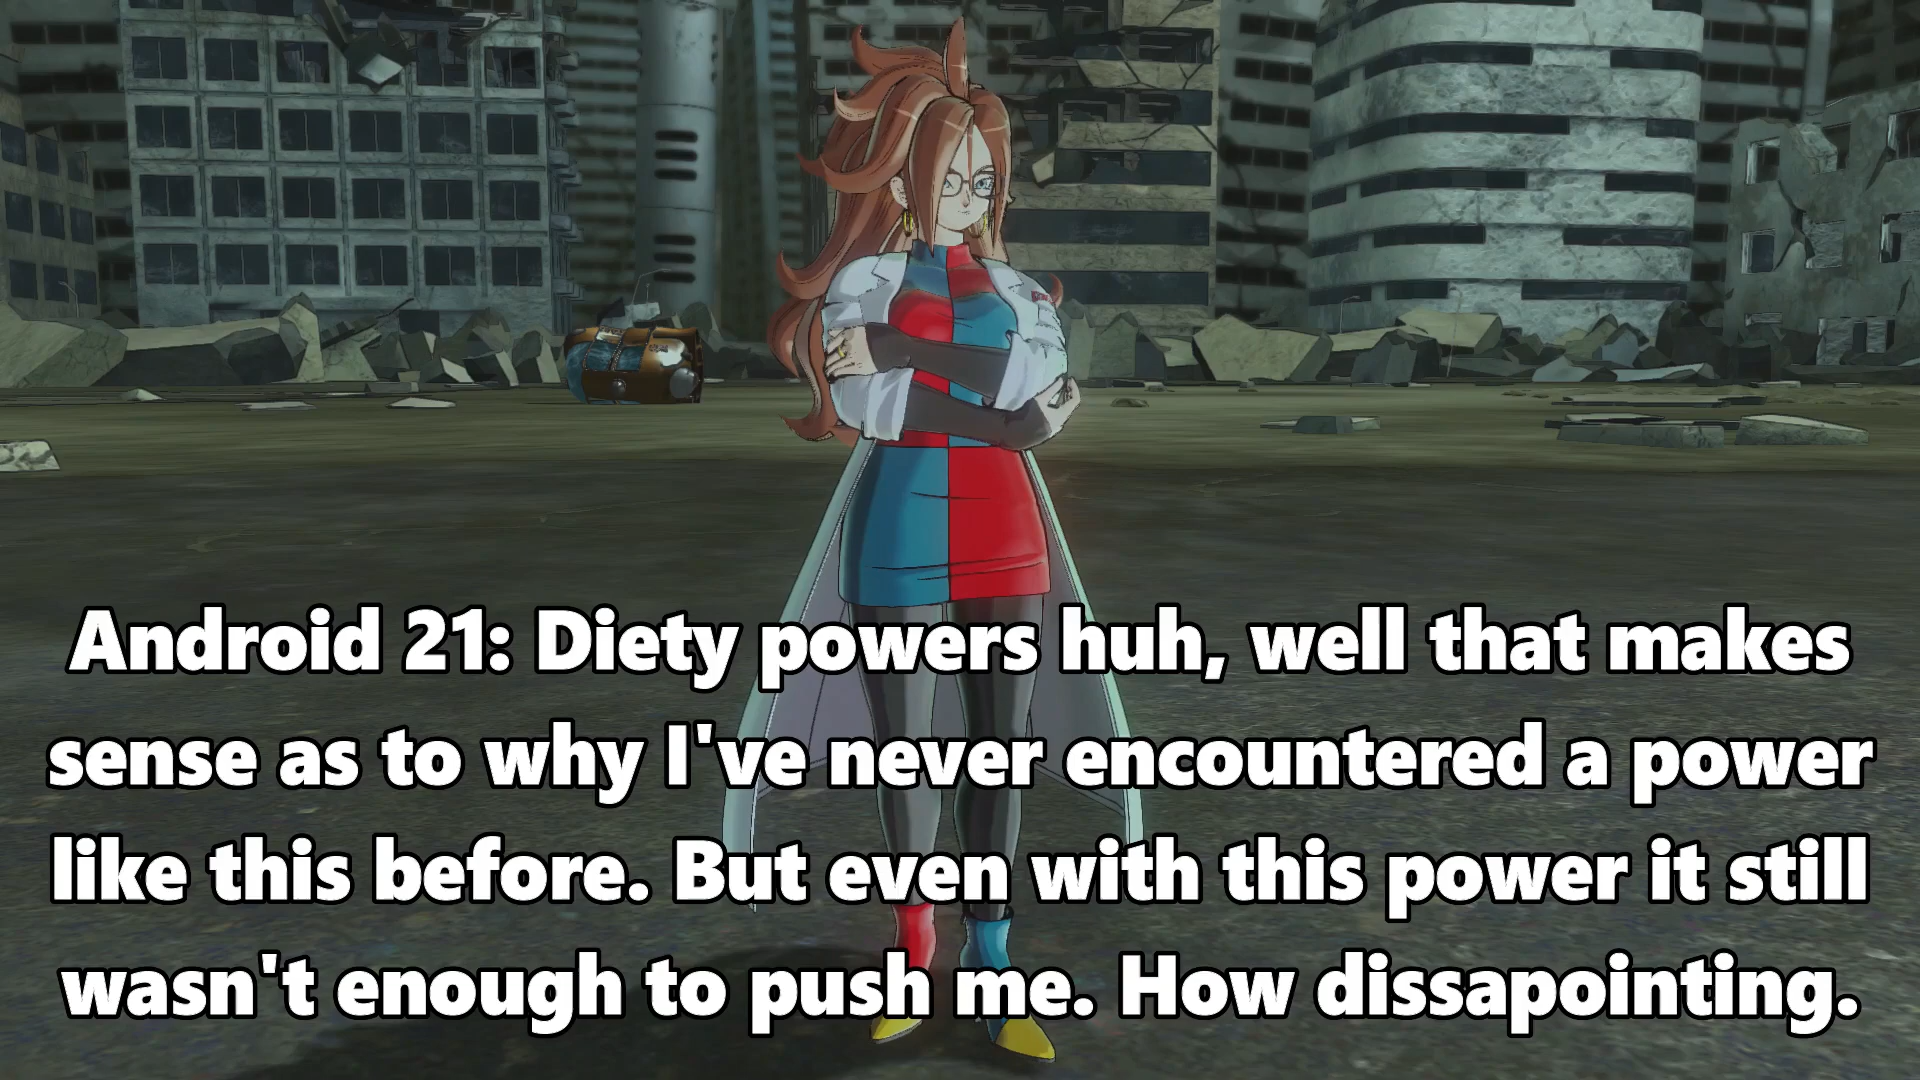 Android 21: Diety powers huh, well that makes
sense as to why I've never encountered a power
like this before. But even with this power it still
wasn't enough to push me. How dissapointing.